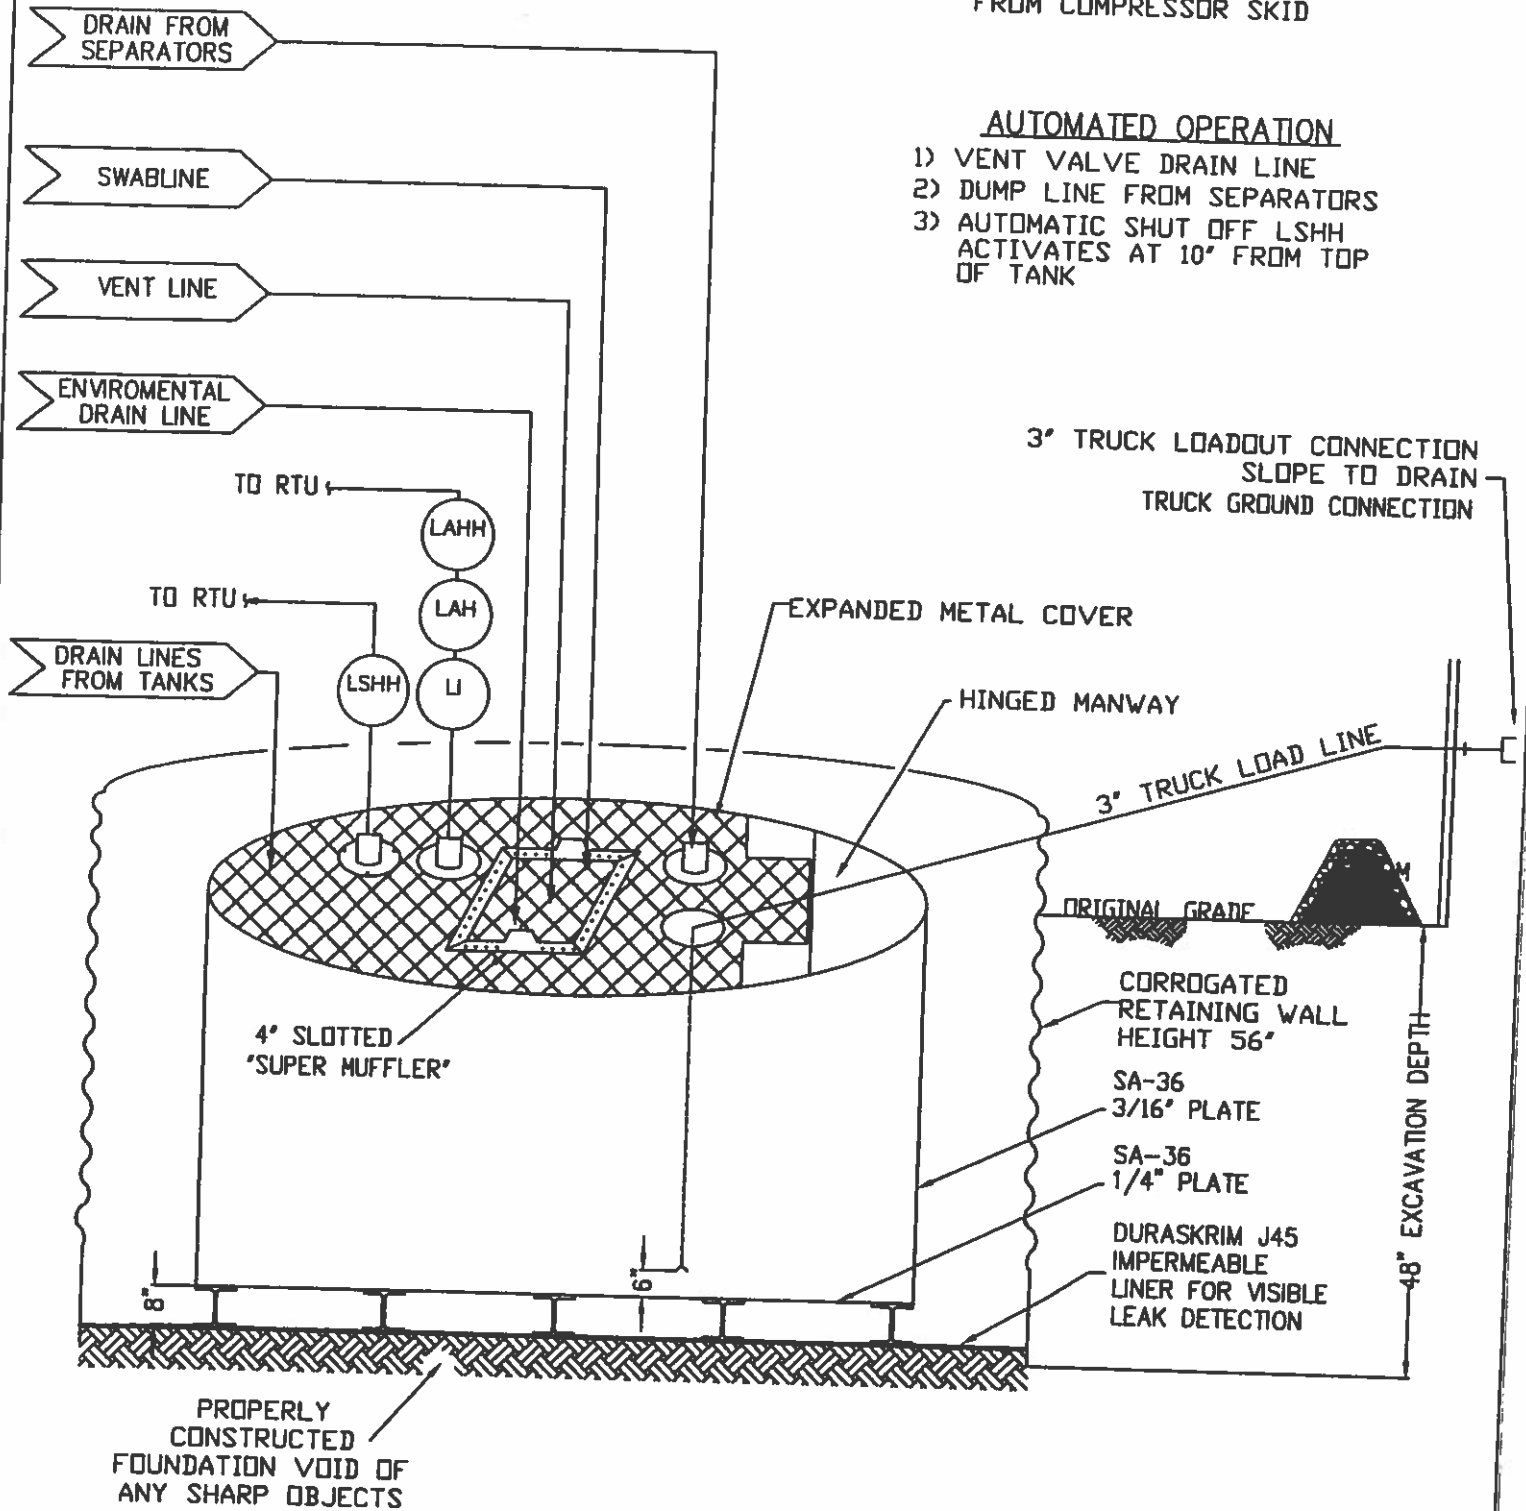 FROM COMPRESSOR SKID
DRAIN FROM
SEPARATORS
AUTOMATED OPERATION
1) VENT VALVE DRAIN LINE
2) DUMP LINE FROM SEPARATORS
3) AUTOMATIC SHUT OFF LSHH
ACTIVATES AT 10" FROM TOP
OF TANK
SWABLINE
VENT LINE
ENVIROMENTAL
DRAIN LINE
3" TRUCK LOADOUT CONNECTION
SLOPE TO DRAIN
TRUCK GROUND CONNECTION
TO RTU
LAHH
TO RTU
LAH
EXPANDED METAL COVER
DRAIN LINES
FROM TANKS
LSHH
LI
HINGED MANWAY
3" TRUCK LOAD LINE
M
ORIGINAL GRADE
CORROGATED
RETAINING WALL
HEIGHT 56"
4" SLOTTED
"SUPER MUFFLER"
SA-36
3/16" PLATE
SA-36
1/4" PLATE
48" EXCAVATION DEPTH
DURASKRIM J45
IMPERMEABLE
LINER FOR VISIBLE
LEAK DETECTION
8"
6"
PROPERLY
CONSTRUCTED
FOUNDATION VOID OF
ANY SHARP OBJECTS